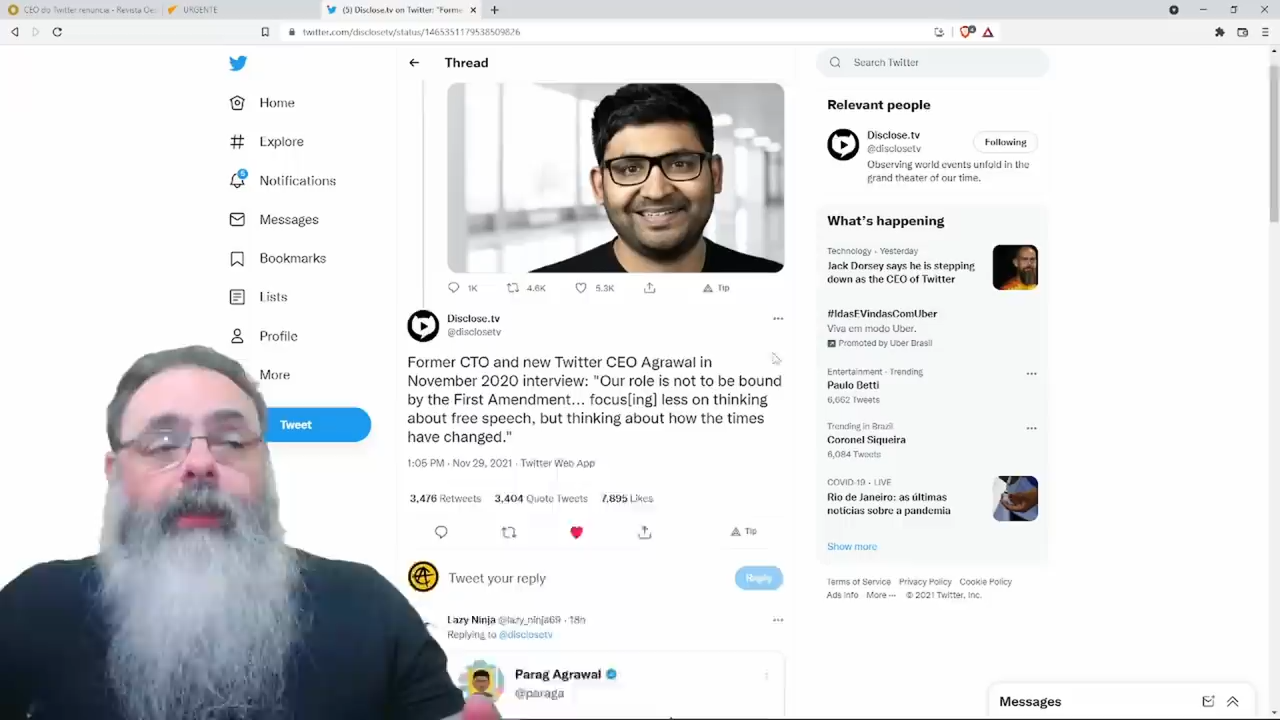 CEO do Twitter renuncia - Revista Oe
URGENTE
(5) Disclose.tv on Twitter: "Forme
twitter.com/disclosetv/status/1465351179538509826
Home
Explore
5
Notifications
Messages
Bookmarks
Lists
Profile
More
Tweet
Thread
1K
4.6K
5.3K
Tip
Disclose.tv
@disclosetv
Former CTO and new Twitter CEO Agrawal in
November 2020 interview: "Our role is not to be bound
by the First Amendment... focus[ing] less on thinking
about free speech, but thinking about how the times
have changed."
1:05 PM · Nov 29, 2021 · Twitter Web App
3,476 Retweets 3,404 Quote Tweets 7,895 Likes
Tip
Tweet your reply
Reply
Lazy Ninja @lazy_ninja69 · 18h
Replying to @disclosetv
Parag Agrawal
@paraga
Search Twitter
Relevant people
Disclose.tv
@disclosetv
Following
Observing world events unfold in the
grand theater of our time.
What's happening
Technology · Yesterday
Jack Dorsey says he is stepping
down as the CEO of Twitter
#IdasEVindasComUber
Viva em modo Uber.
Promoted by Uber Brasil
Entertainment · Trending
Paulo Betti
6,662 Tweets
Trending in Brazil
Coronel Siqueira
6,084 Tweets
COVID-19 · LIVE
Rio de Janeiro: as últimas
notícias sobre a pandemia
Show more
Terms of Service Privacy Policy Cookie Policy
Ads Info More ··· © 2021 Twitter, Inc.
Messages